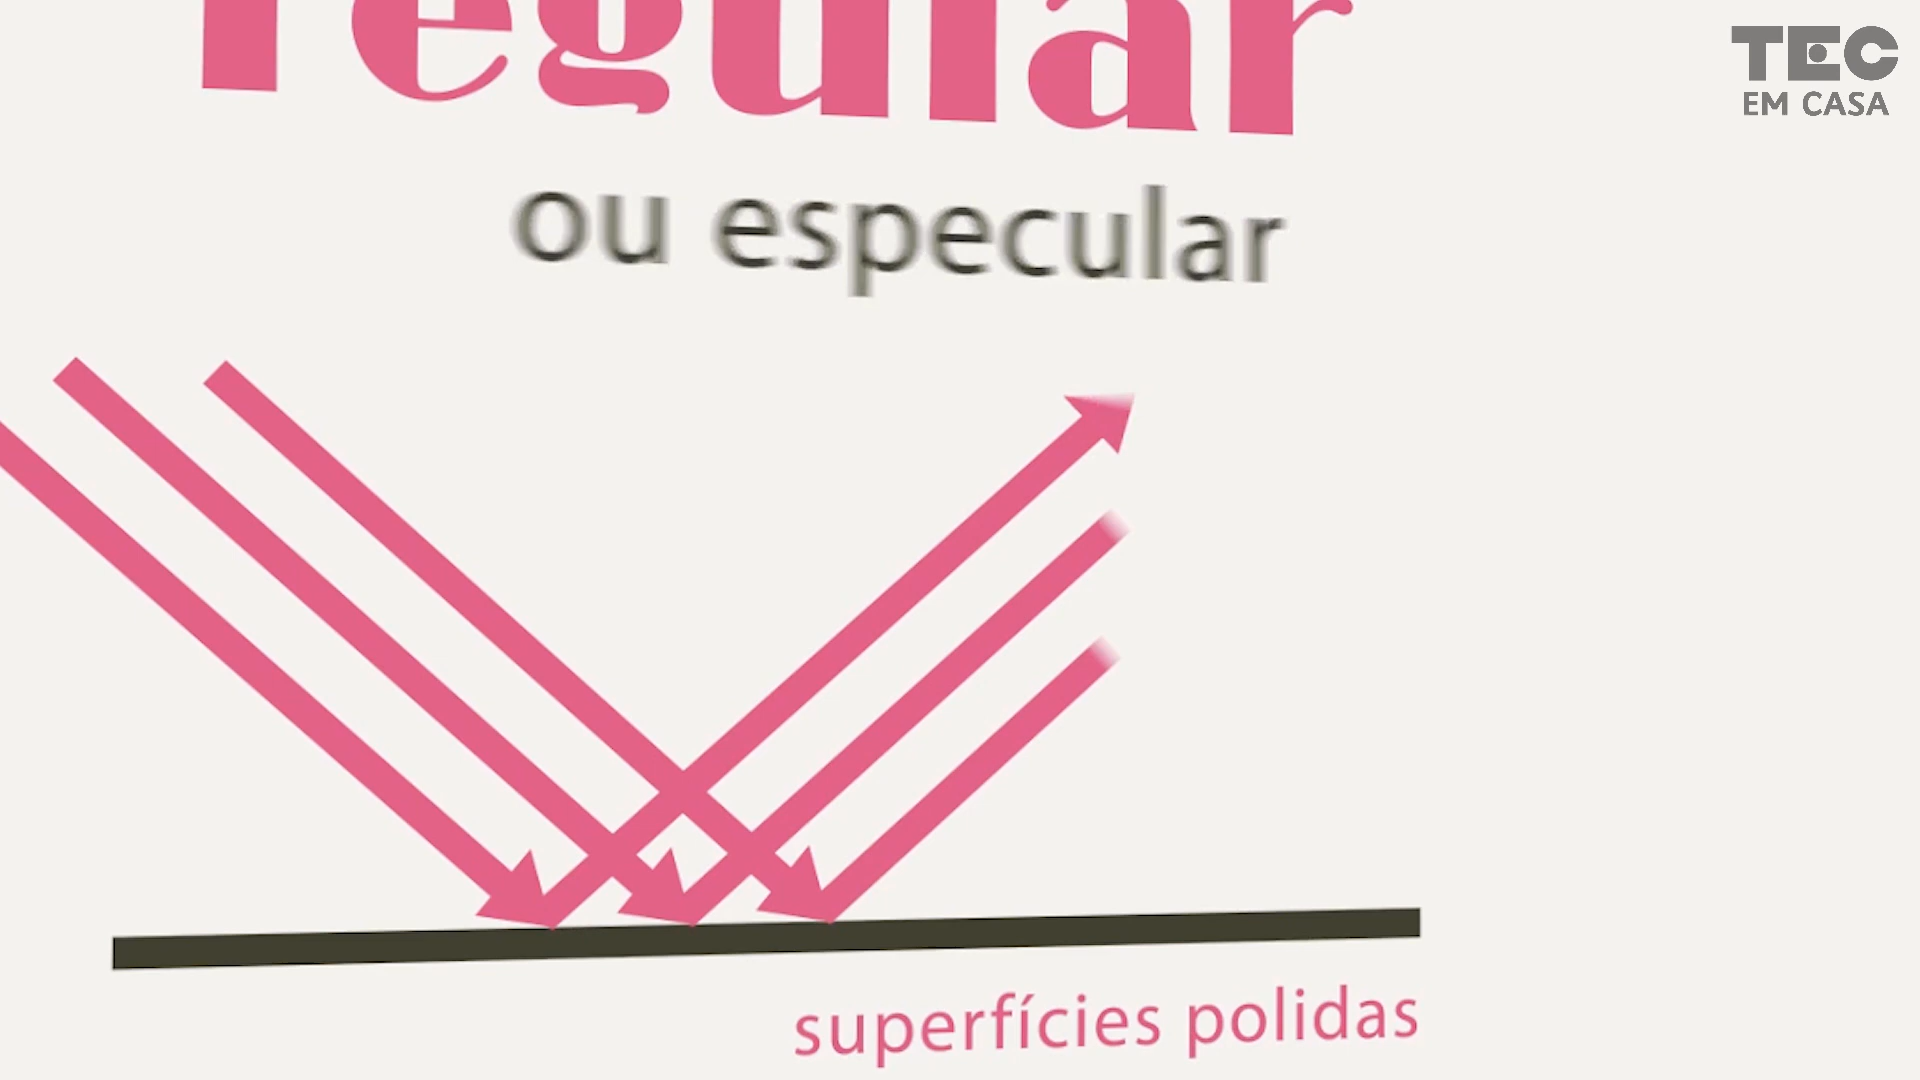 regular
ou especular
superfícies polidas
TEC
EM CASA